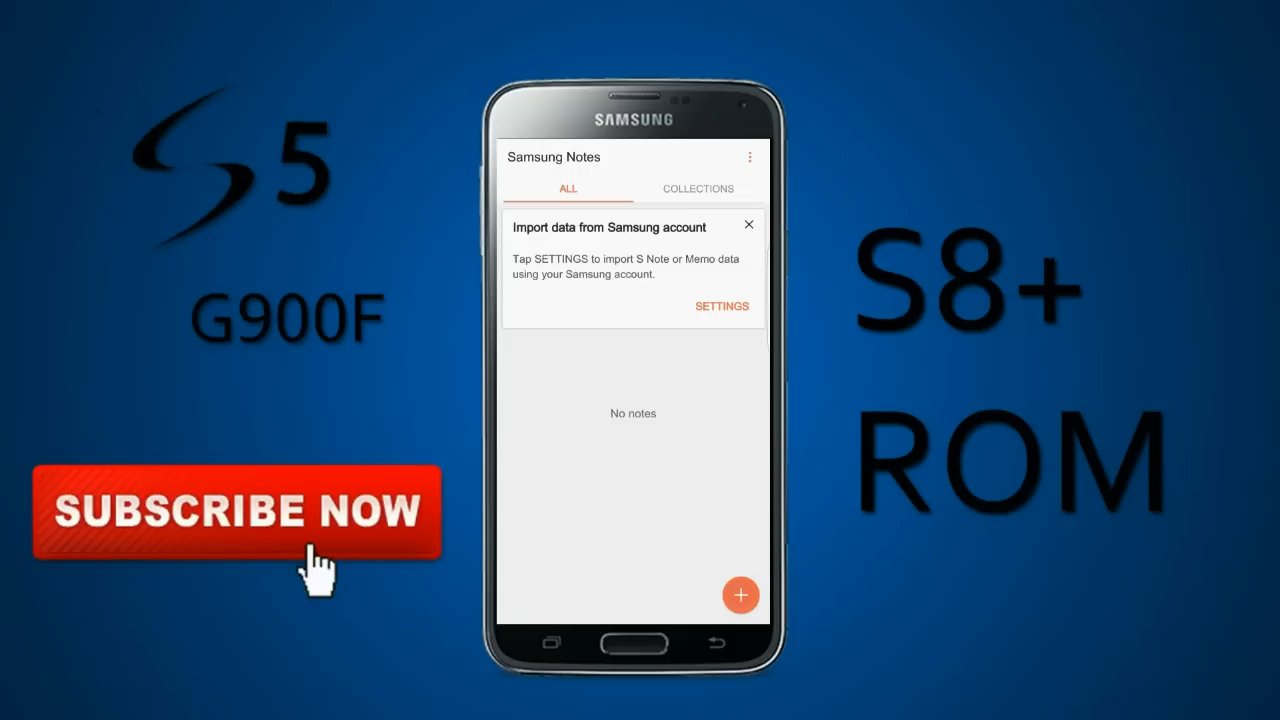 S 5
G900F
SUBSCRIBE NOW
SAMSUNG
Samsung Notes
ALL
COLLECTIONS
Import data from Samsung account
Tap SETTINGS to import S Note or Memo data
using your Samsung account.
SETTINGS
No notes
S8+
ROM